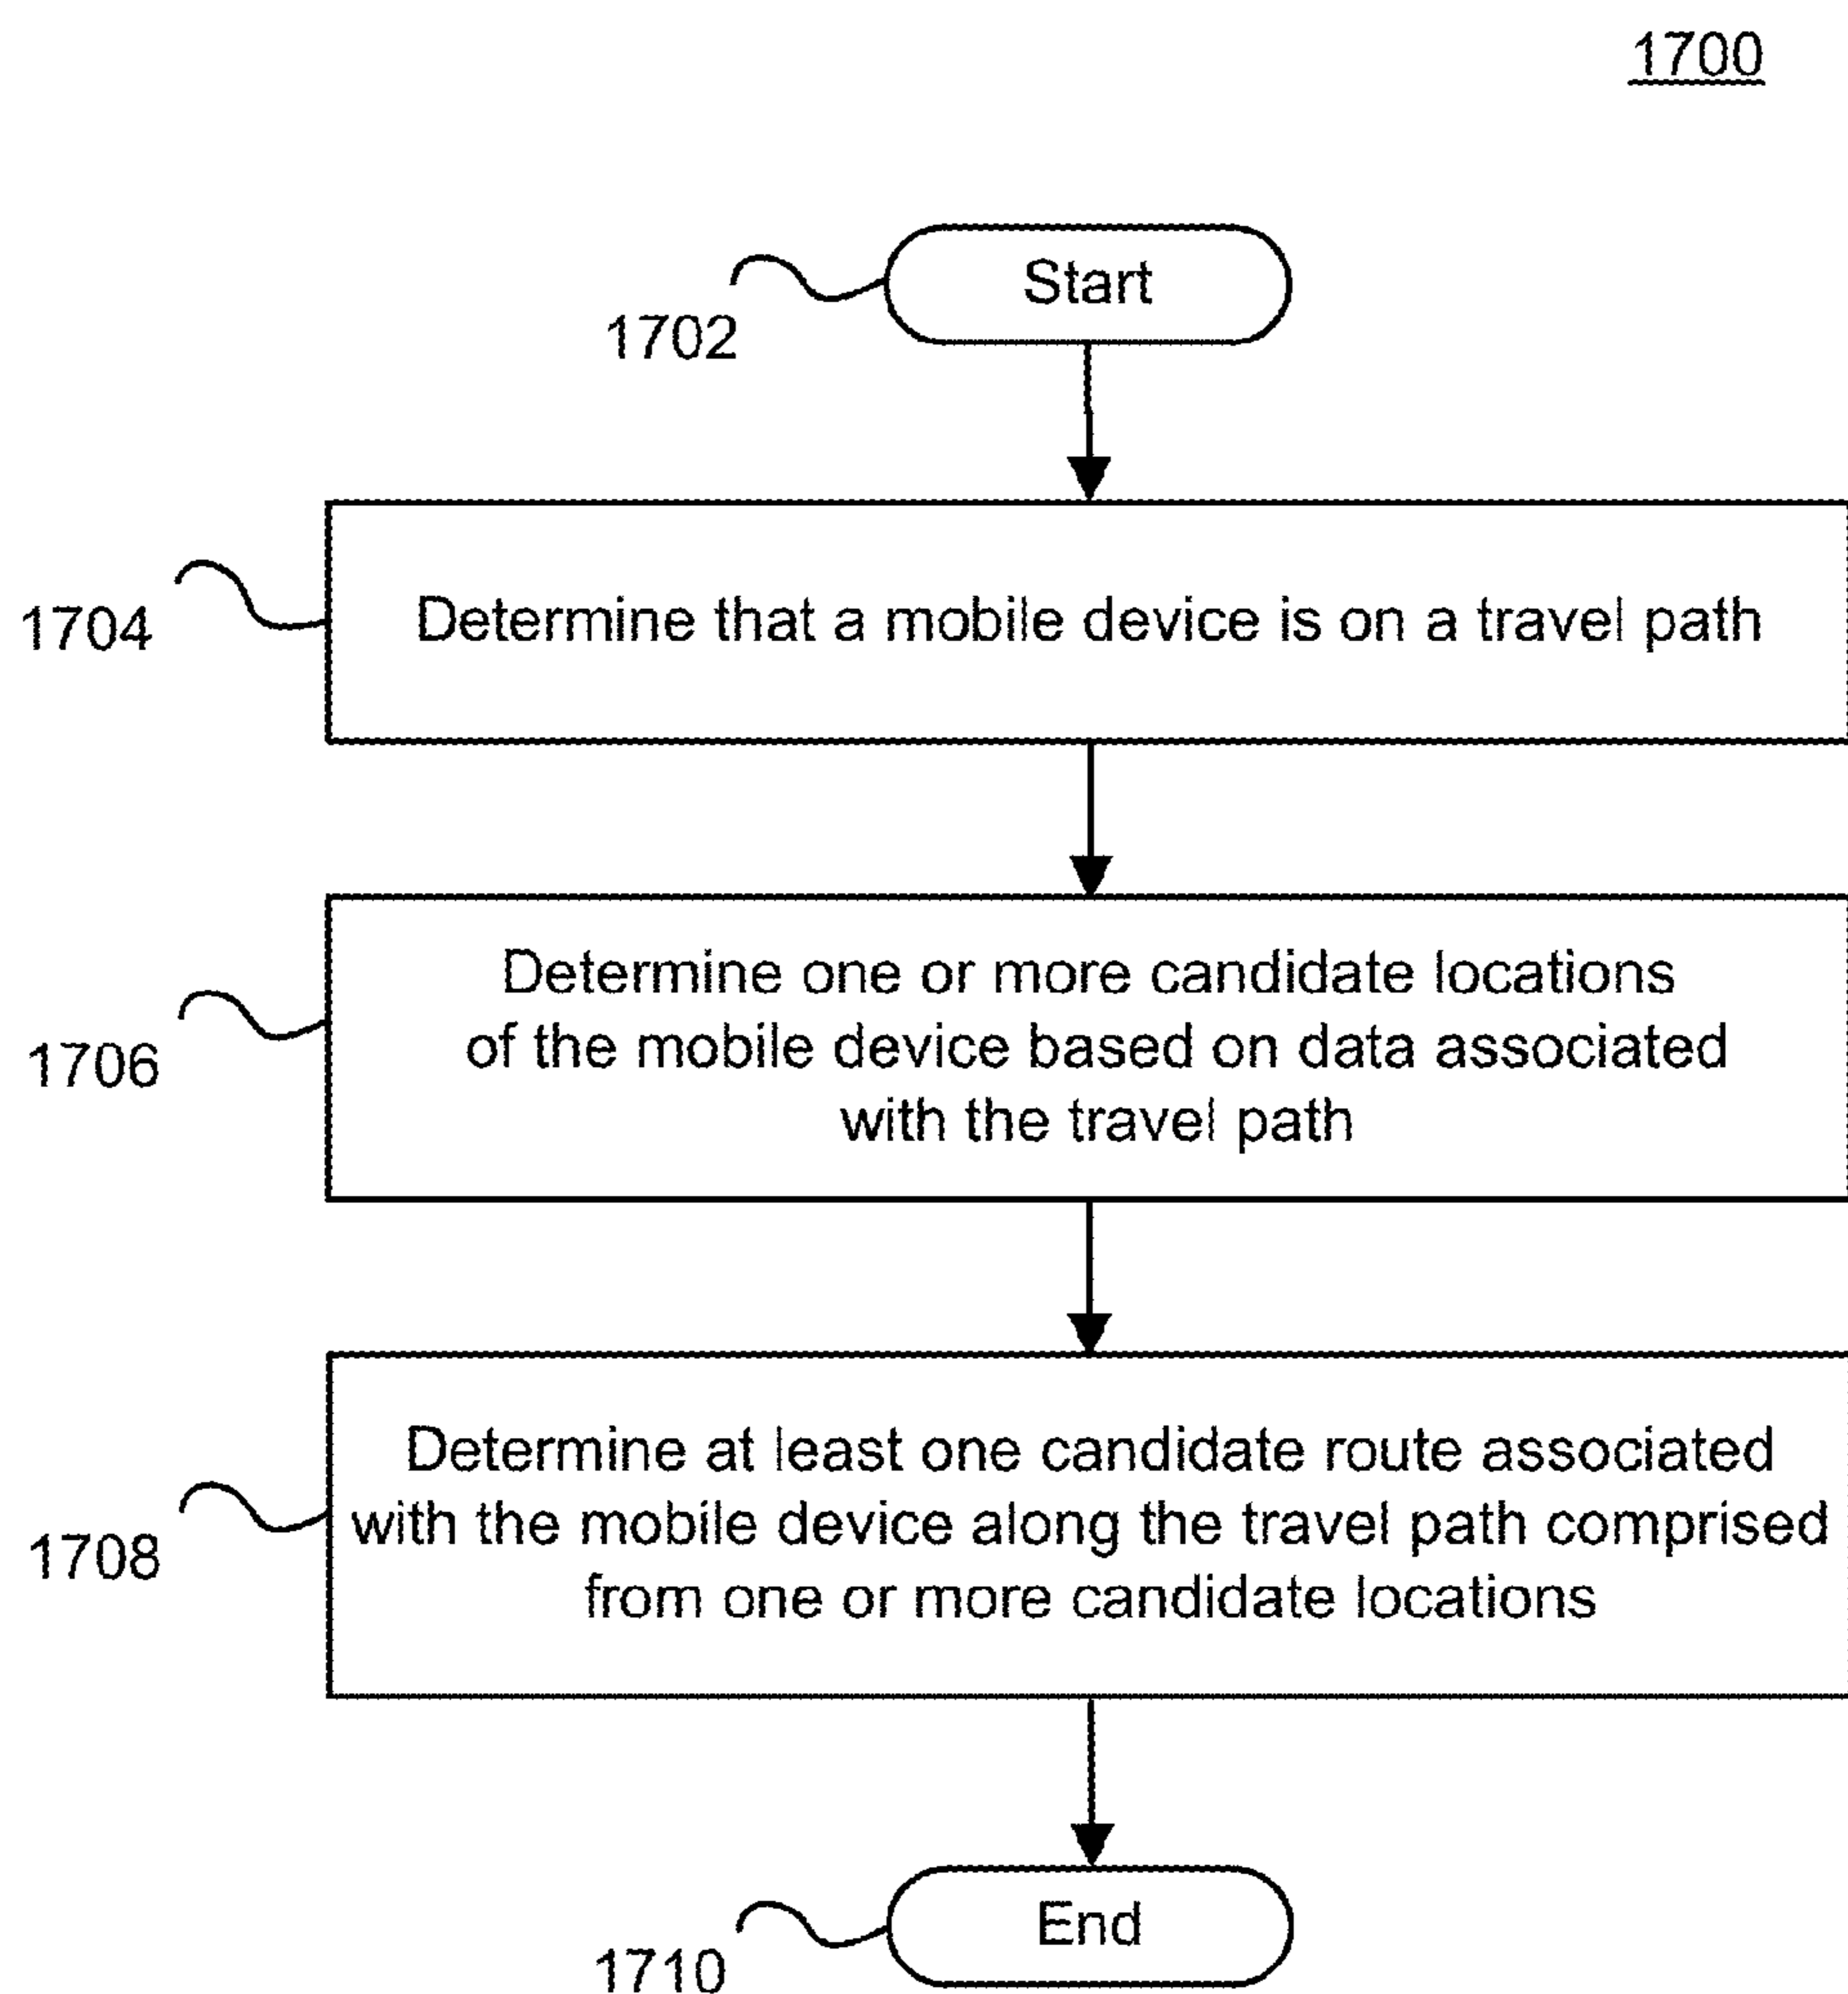 1700
Start
1702
Determine that a mobile device is on a travel path
1704
Determine one or more candidate locations
of the mobile device based on data associated
with the travel path
1706
Determine at least one candidate route associated
with the mobile device along the travel path comprised
from one or more candidate locations
1708
End
1710